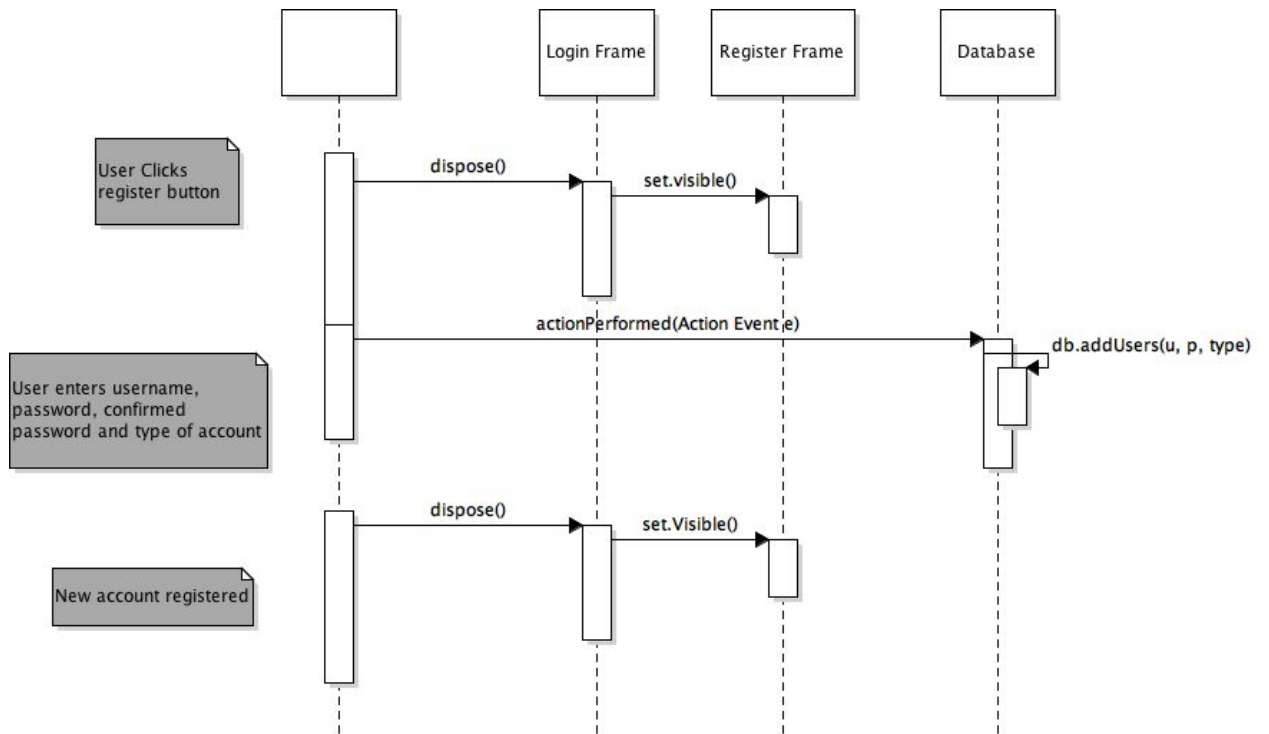 Login Frame
Register Frame
Database
User Clicks
register button
dispose()
set.visible()
actionPerformed(Action Event e)
db.addUsers(u, p, type)
User enters username,
password, confirmed
password and type of account
dispose()
set.Visible()
New account registered